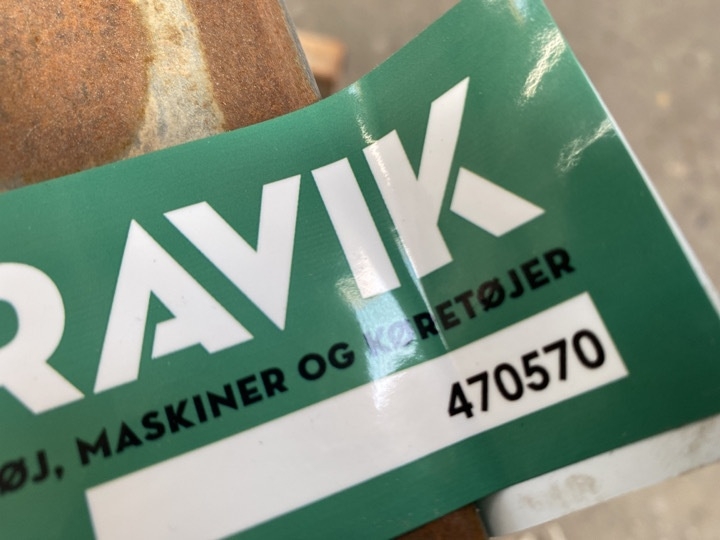 RAVIK
ØJ, MASKINER OG KØRETØJER
470570